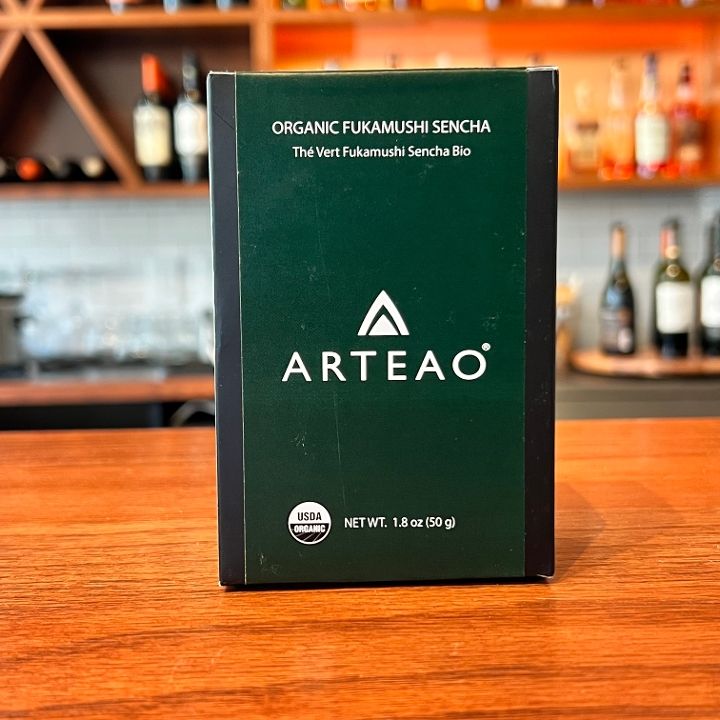 ORGANIC FUKAMUSHI SENCHA
Thé Vert Fukamushi Sencha Bio
ARTEAO®
USDA
ORGANIC
NET WT. 1.8 oz (50 g)